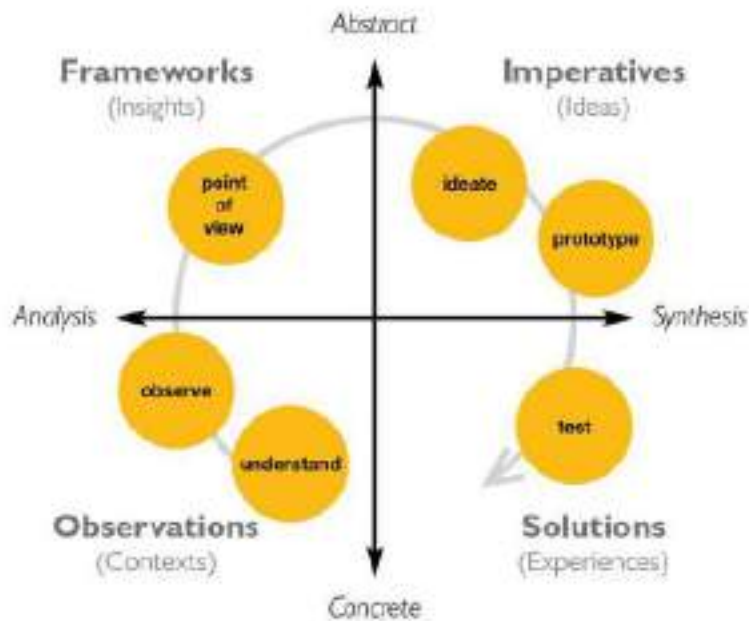 Abstract
Frameworks
(Insights)
Imperatives
(Ideas)
point
of
view
ideate
prototype
Analysis
Synthesis
observe
understand
test
Observations
(Contexts)
Solutions
(Experiences)
Concrete